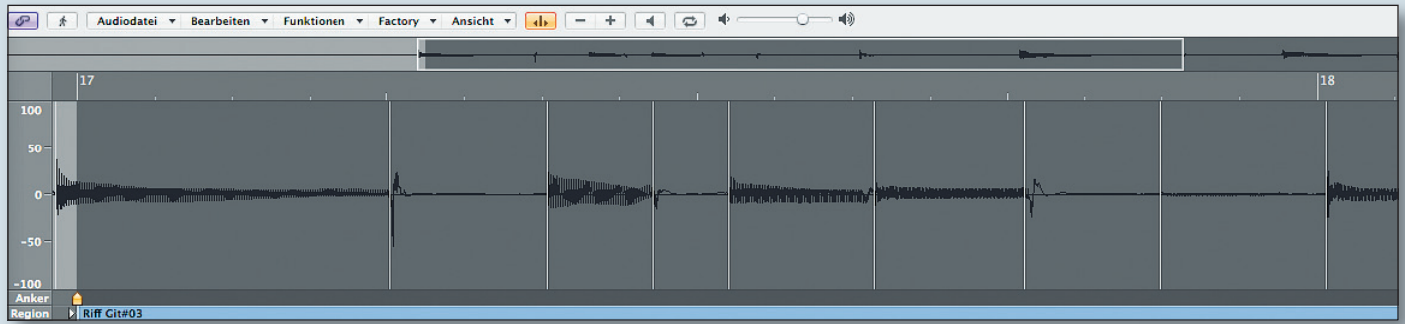 Audiodatei Bearbeiten Funktionen Factory Ansicht
17 18
100
50
0
-50
-100
Anker
Region Riff Git#03